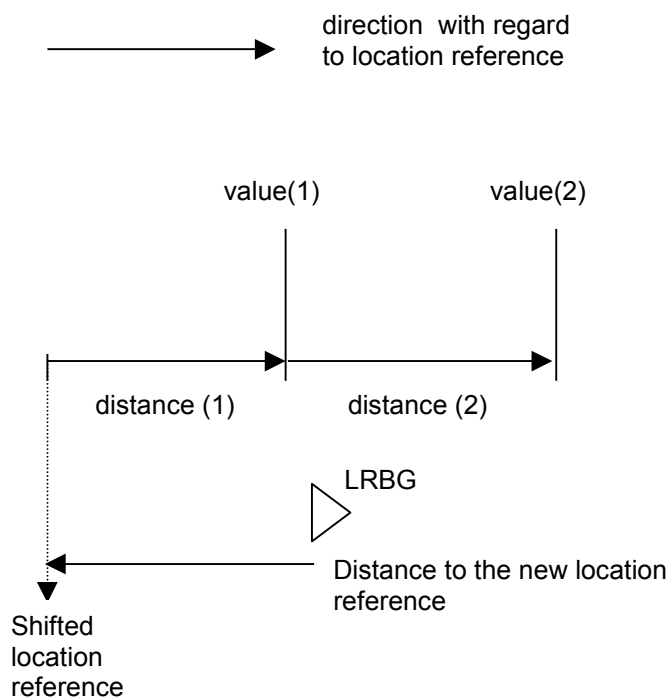 direction with regard
to location reference
value(1)
value(2)
distance (1)
distance (2)
LRBG
Distance to the new location
reference
Shifted
location
reference